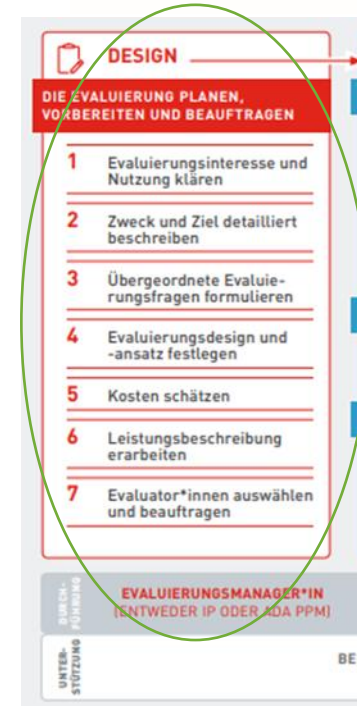 DESIGN
DIE EVALUIERUNG PLANEN,
VORBEREITEN UND BEAUFTRAGEN
1 Evaluierungsinteresse und
Nutzung klären
2 Zweck und Ziel detailliert
beschreiben
3 Übergeordnete Evaluie-
rungsfragen formulieren
4 Evaluierungsdesign und
-ansatz festlegen
5 Kosten schätzen
6 Leistungsbeschreibung
erarbeiten
7 Evaluator*innen auswählen
und beauftragen
DURCH-
FÜHRUNG
EVALUIERUNGSMANAGER*IN
(ENTWEDER IP ODER ADA PPM)
UNTER-
STÜTZUNG
BE